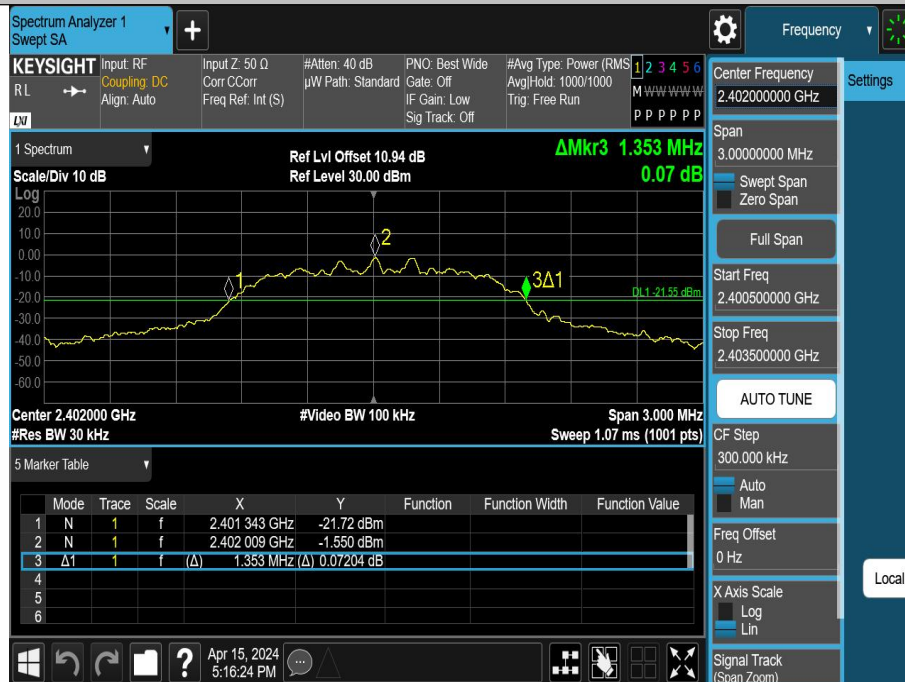 Spectrum Analyzer 1
Swept SA
+
Frequency
KEYSIGHT
RL
LXI
Input: RF
Coupling: DC
Align: Auto
Input Z: 50 Ω
Corr CCorr
Freq Ref: Int (S)
#Atten: 40 dB
µW Path: Standard
PNO: Best Wide
Gate: Off
IF Gain: Low
Sig Track: Off
#Avg Type: Power (RMS
Avg|Hold: 1000/1000
Trig: Free Run
1 2 3 4 5 6
M W W W W W
P P P P P P
1 Spectrum
Scale/Div 10 dB
Ref Lvl Offset 10.94 dB
Ref Level 30.00 dBm
ΔMkr3 1.353 MHz
0.07 dB
Log
20.0
10.0
0.00
-10.0
-20.0
-30.0
-40.0
-50.0
-60.0
1
2
3Δ1
DL1 -21.55 dBm
Center 2.402000 GHz
#Video BW 100 kHz
Span 3.000 MHz
#Res BW 30 kHz
Sweep 1.07 ms (1001 pts)
5 Marker Table
Mode Trace Scale X Y Function Function Width Function Value
1 N 1 f 2.401 343 GHz -21.72 dBm
2 N 1 f 2.402 009 GHz -1.550 dBm
3 Δ1 1 f (Δ) 1.353 MHz (Δ) 0.07204 dB
4
5
6
?
Apr 15, 2024
5:16:24 PM
Center Frequency
2.402000000 GHz
Span
3.00000000 MHz
Swept Span
Zero Span
Full Span
Start Freq
2.400500000 GHz
Stop Freq
2.403500000 GHz
AUTO TUNE
CF Step
300.000 kHz
Auto
Man
Freq Offset
0 Hz
X Axis Scale
Log
Lin
Signal Track
(Span Zoom)
Settings
Local